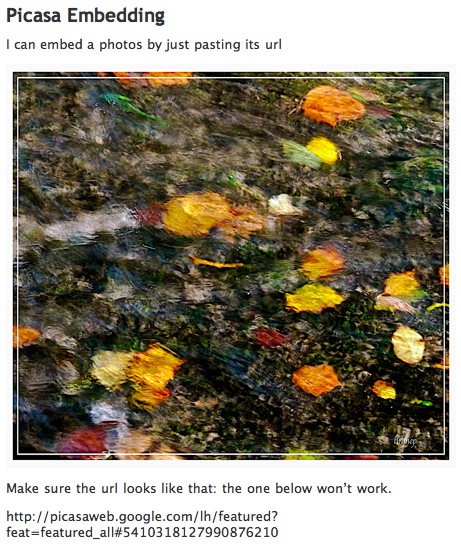 Picasa Embedding
I can embed a photos by just pasting its url
Make sure the url looks like that: the one below won't work.
http://picasaweb.google.com/lh/featured?
feat=featured_all#5410318127990876210